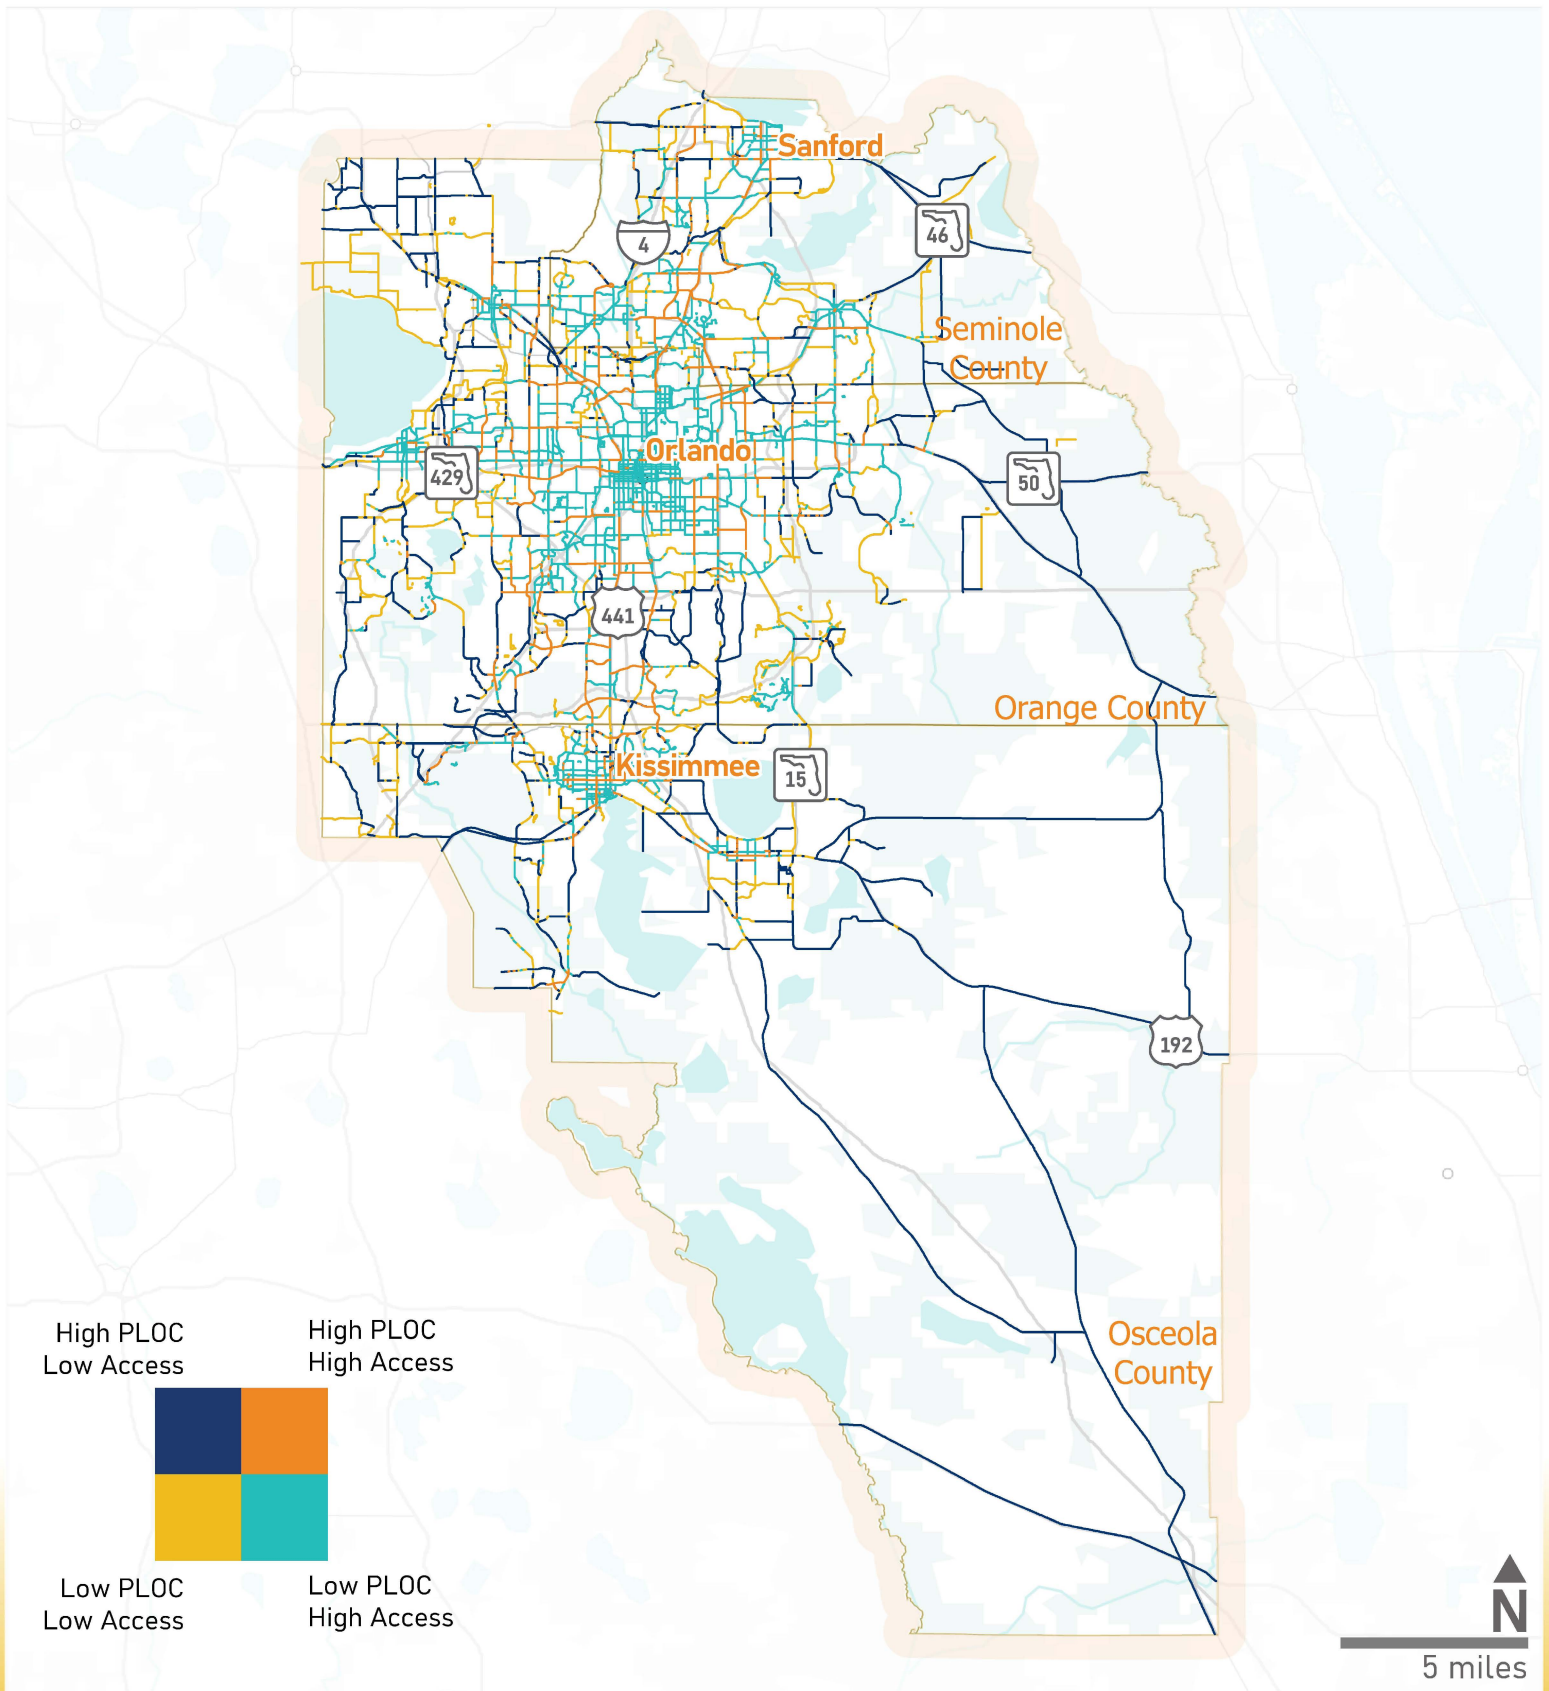 Sanford
46
4
Seminole
County
Orlando
429
50
441
Orange County
Kissimmee
15
192
High PLOC
Low Access
High PLOC
High Access
Osceola
County
Low PLOC
Low Access
Low PLOC
High Access
N
5 miles